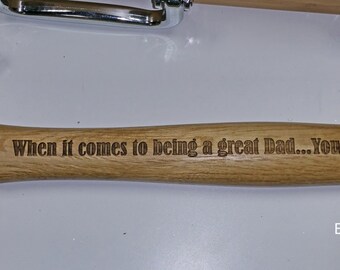 When it comes to being a great Dad...You